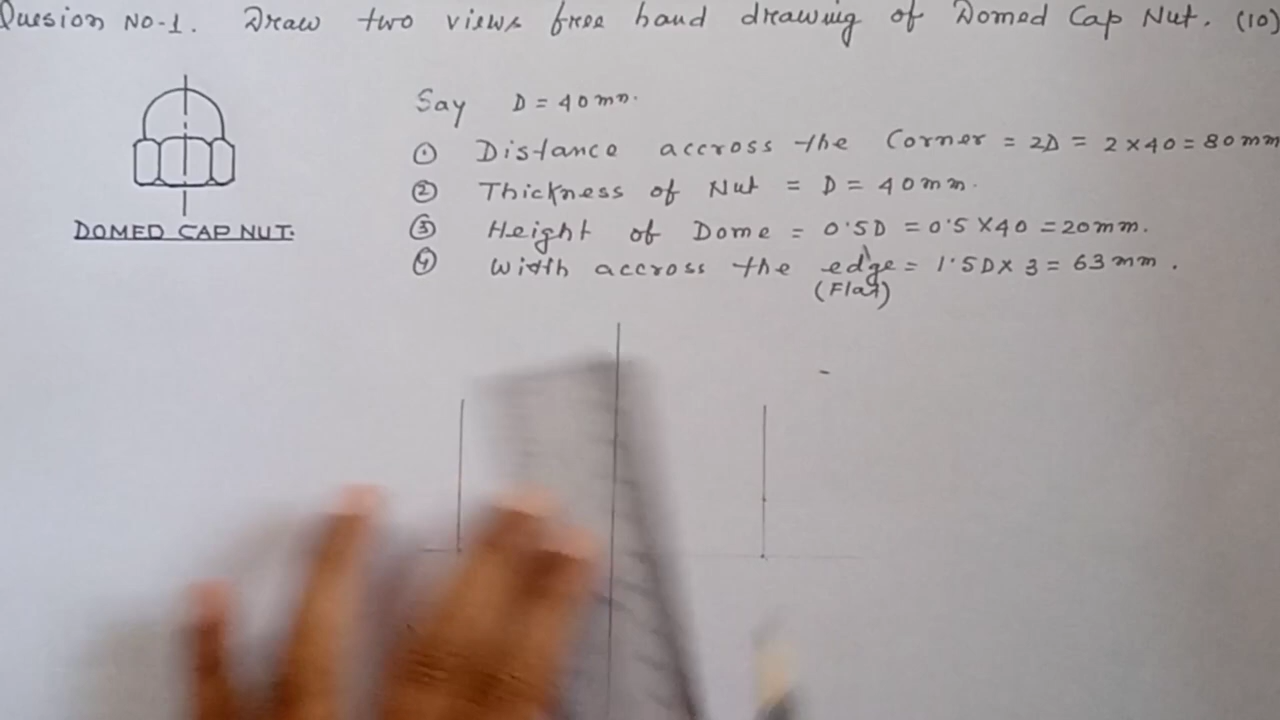 Quesion NO-1. Draw two views free hand drawing of Domed Cap Nut. (10)
Say D = 40mm.
① Distance accross the Corner = 2D = 2×40 = 80mm
② Thickness of Nut = D = 40mm.
③ Height of Dome = 0.5D = 0.5×40 = 20mm.
④ Width accross the edge = 1.5D×3 = 63mm.
(Flat)
DOMED CAP NUT.